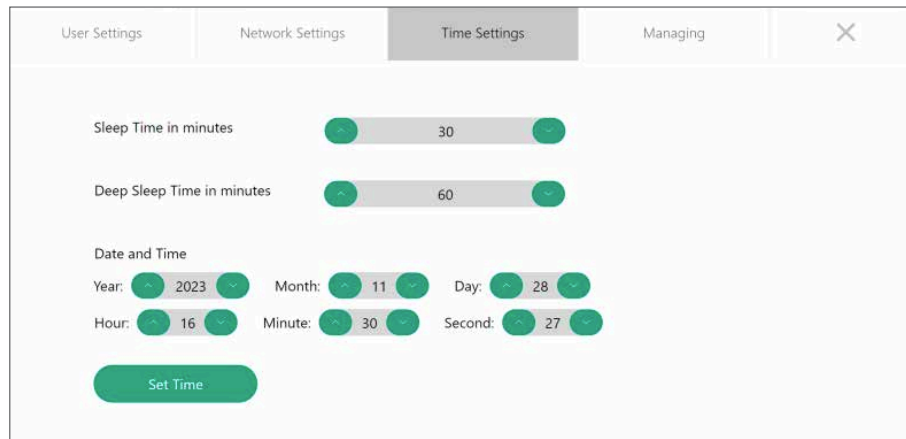 User Settings Network Settings Time Settings Managing
Sleep Time in minutes 30
Deep Sleep Time in minutes 60
Date and Time
Year: 2023 Month: 11 Day: 28
Hour: 16 Minute: 30 Second: 27
Set Time